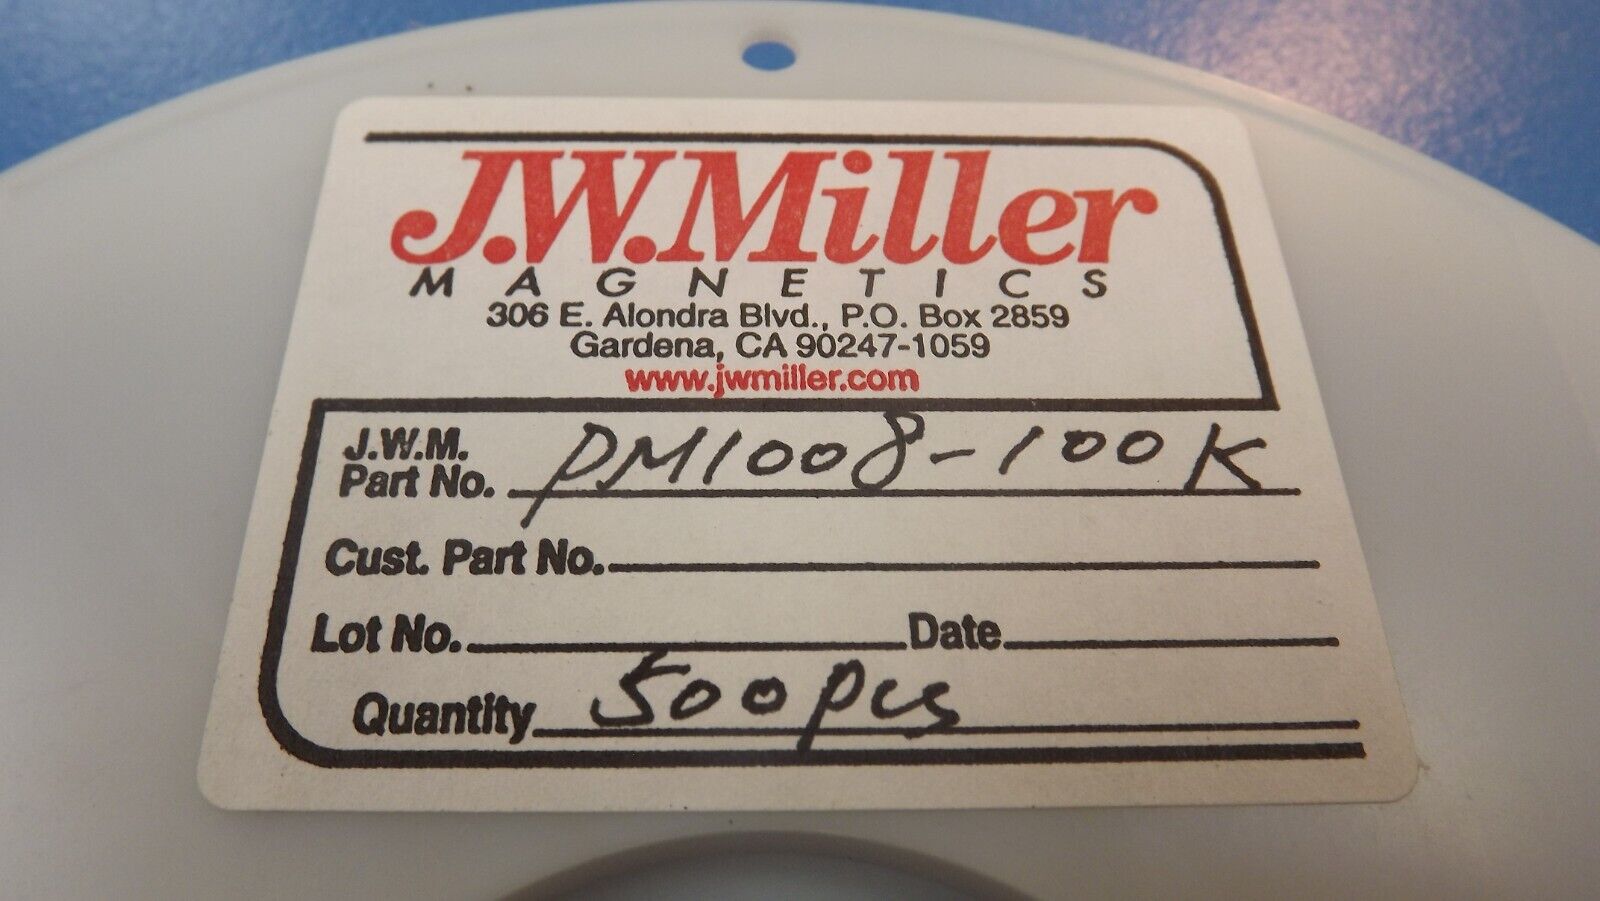 J.W.Miller
MAGNETICS
306 E. Alondra Blvd., P.O. Box 2859
Gardena, CA 90247-1059
www.jwmiller.com
J.W.M.
Part No. PM1008-100K
Cust. Part No.
Lot No. Date
Quantity 500pcs